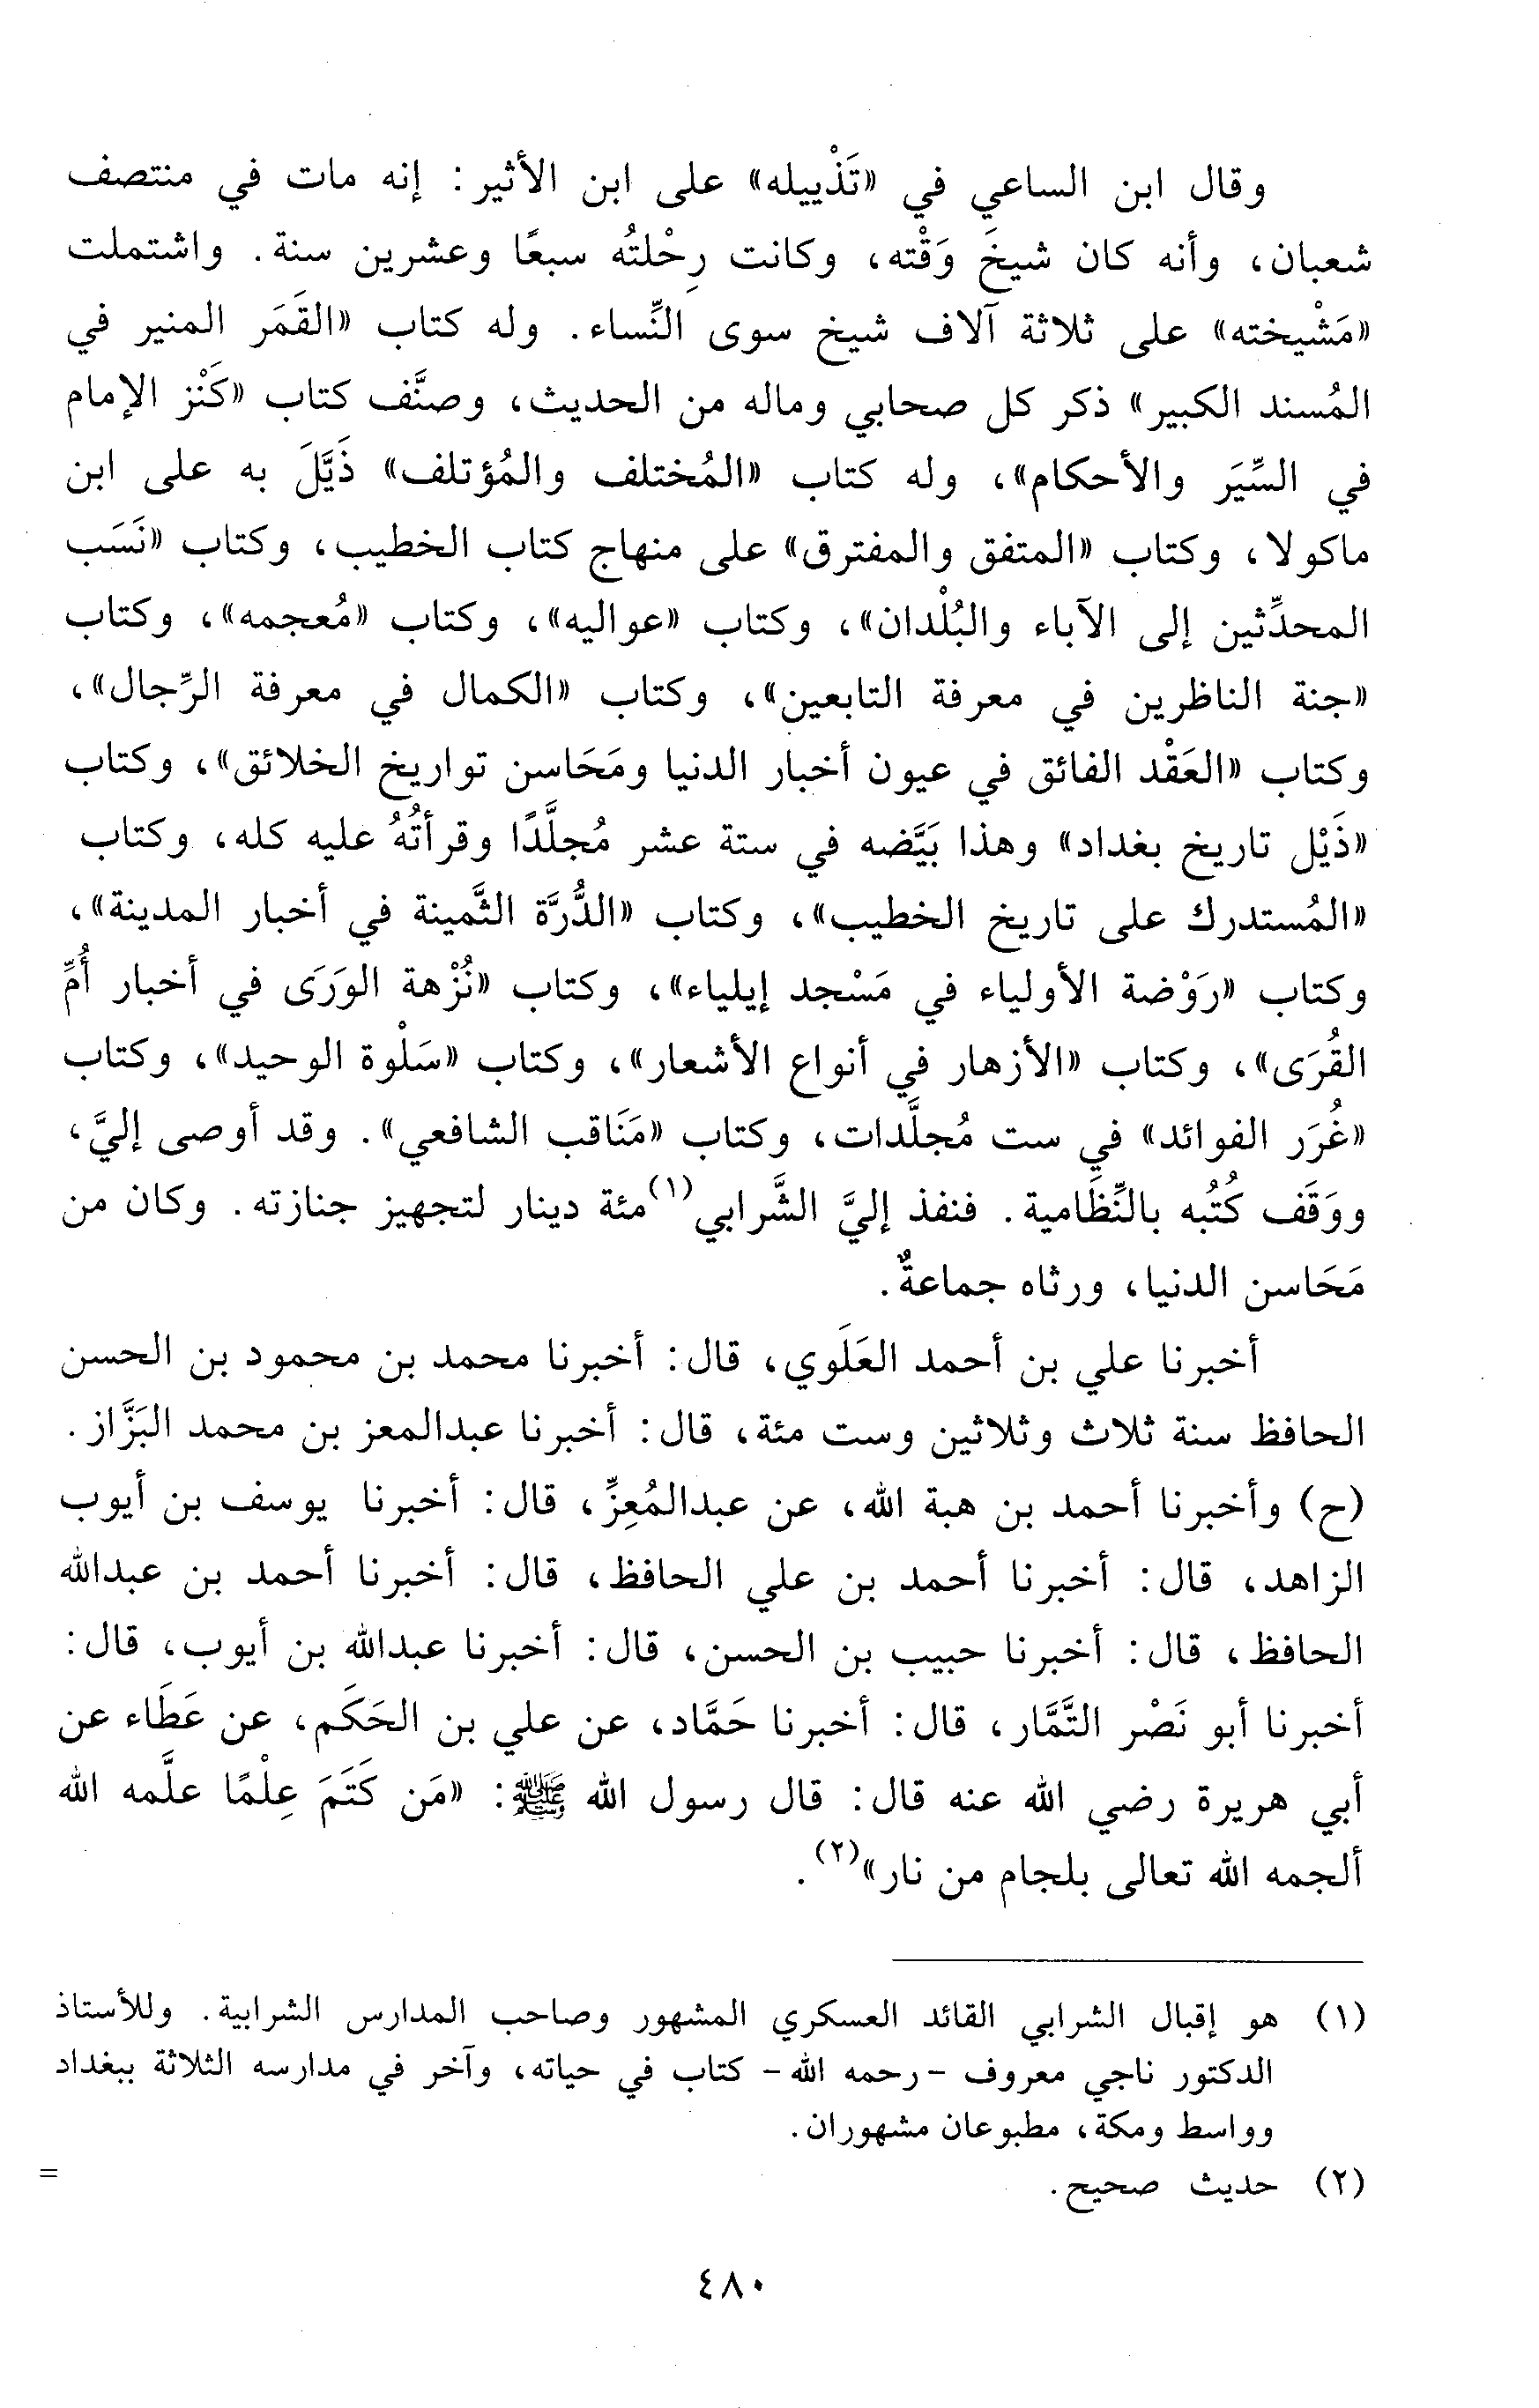 وقال ابن الساعي في «تَذْييله» على ابن الأثير: إنه مات في منتصف
شعبان، وأنه كان شيخَ وَقْته، وكانت رِحْلتُه سبعًا وعشرين سنة. واشتملت
«مَشْيخته» على ثلاثة آلاف شيخ سوى النِّساء. وله كتاب «القَمَر المنير في
المُسند الكبير» ذكر كل صحابي وماله من الحديث، وصنَّف كتاب «كَنْز الإمام
في السِّيَر والأحكام»، وله كتاب «المُختلف والمُؤتلف» ذَيَّلَ به على ابن
ماكولا، وكتاب «المتفق والمفترق» على منهاج كتاب الخطيب، وكتاب «نَسَب
المحدِّثين إلى الآباء والبُلْدان»، وكتاب «عواليه»، وكتاب «مُعجمه»، وكتاب
«جنة الناظرين في معرفة التابعين»، وكتاب «الكمال في معرفة الرِّجال»،
وكتاب «العَقْد الفائق في عيون أخبار الدنيا ومَحَاسن تواريخ الخلائق»، وكتاب
«ذَيْل تاريخ بغداد» وهذا بَيَّضه في ستة عشر مُجلَّدًا وقرأتُهُ عليه كله، وكتاب
«المُستدرك على تاريخ الخطيب»، وكتاب «الدُّرَّة الثَّمينة في أخبار المدينة»،
وكتاب «رَوْضة الأولياء في مَسْجد إيلياء»، وكتاب «نُزْهة الوَرَى في أخبار أُمِّ
القُرَى»، وكتاب «الأزهار في أنواع الأشعار»، وكتاب «سَلْوة الوحيد»، وكتاب
«غُرَر الفوائد» في ست مُجلَّدات، وكتاب «مَنَاقب الشافعي». وقد أوصى إليَّ،
ووَقَف كُتُبه بالنِّظَامية. فنفذ إليَّ الشَّرابي(١) مئة دينار لتجهيز جنازته. وكان من
مَحَاسن الدنيا، ورثاه جماعةٌ.
أخبرنا علي بن أحمد العَلَوي، قال: أخبرنا محمد بن محمود بن الحسن
الحافظ سنة ثلاث وثلاثين وست مئة، قال: أخبرنا عبدالمعز بن محمد البَزَّاز.
(ح) وأخبرنا أحمد بن هبة الله، عن عبدالمُعِزِّ، قال: أخبرنا يوسف بن أيوب
الزاهد، قال: أخبرنا أحمد بن علي الحافظ، قال: أخبرنا أحمد بن عبدالله
الحافظ، قال: أخبرنا حبيب بن الحسن، قال: أخبرنا عبدالله بن أيوب، قال:
أخبرنا أبو نَصْر التَّمَّار، قال: أخبرنا حَمَّاد، عن علي بن الحَكَم، عن عَطَاء عن
أبي هريرة رضي الله عنه قال: قال رسول الله ﷺ: «مَن كَتَمَ عِلْمًا علَّمه الله
ألجمه الله تعالى بلجام من نار»(٢).
(١) هو إقبال الشرابي القائد العسكري المشهور وصاحب المدارس الشرابية. وللأستاذ
الدكتور ناجي معروف - رحمه الله - كتاب في حياته، وآخر في مدارسه الثلاثة ببغداد
وواسط ومكة، مطبوعان مشهوران.
(٢) حديث صحيح. =
٤٨٠